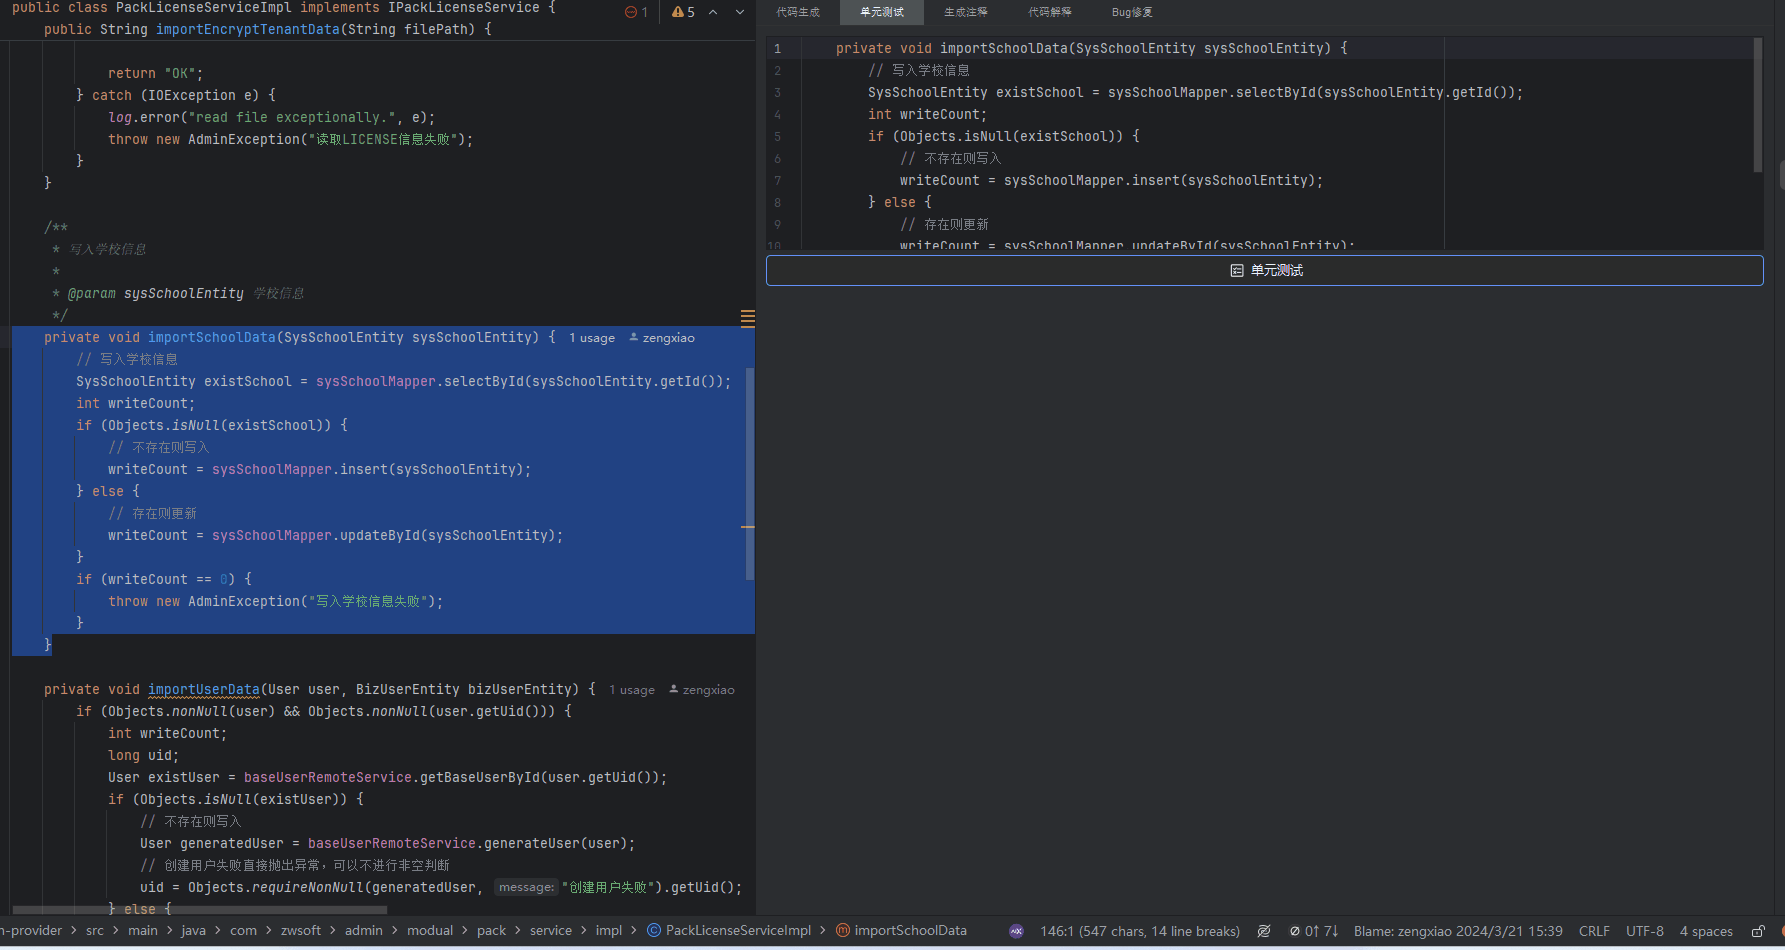 public class PackLicenseServiceImpl implements IPackLicenseService {
1 5
public String importEncryptTenantData(String filePath) {
return "OK";
} catch (IOException e) {
log.error("read file exceptionally.", e);
throw new AdminException("读取LICENSE信息失败");
}
}
/**
* 写入学校信息
*
* @param sysSchoolEntity 学校信息
*/
private void importSchoolData(SysSchoolEntity sysSchoolEntity) { 1 usage zengxiao
// 写入学校信息
SysSchoolEntity existSchool = sysSchoolMapper.selectById(sysSchoolEntity.getId());
int writeCount;
if (Objects.isNull(existSchool)) {
// 不存在则写入
writeCount = sysSchoolMapper.insert(sysSchoolEntity);
} else {
// 存在则更新
writeCount = sysSchoolMapper.updateById(sysSchoolEntity);
}
if (writeCount == 0) {
throw new AdminException("写入学校信息失败");
}
}
private void importUserData(User user, BizUserEntity bizUserEntity) { 1 usage zengxiao
if (Objects.nonNull(user) && Objects.nonNull(user.getUid())) {
int writeCount;
long uid;
User existUser = baseUserRemoteService.getBaseUserById(user.getUid());
if (Objects.isNull(existUser)) {
// 不存在则写入
User generatedUser = baseUserRemoteService.generateUser(user);
// 创建用户失败直接抛出异常，可以不进行非空判断
uid = Objects.requireNonNull(generatedUser, message: "创建用户失败").getUid();
} else {
代码生成 单元测试 生成注释 代码解释 Bug修复
1 private void importSchoolData(SysSchoolEntity sysSchoolEntity) {
2 // 写入学校信息
3 SysSchoolEntity existSchool = sysSchoolMapper.selectById(sysSchoolEntity.getId());
4 int writeCount;
5 if (Objects.isNull(existSchool)) {
6 // 不存在则写入
7 writeCount = sysSchoolMapper.insert(sysSchoolEntity);
8 } else {
9 // 存在则更新
10 writeCount = sysSchoolMapper.updateById(sysSchoolEntity);
单元测试
n-provider > src > main > java > com > zwsoft > admin > modual > pack > service > impl > PackLicenseServiceImpl > importSchoolData
146:1 (547 chars, 14 line breaks) 0↑ 7↓ Blame: zengxiao 2024/3/21 15:39 CRLF UTF-8 4 spaces